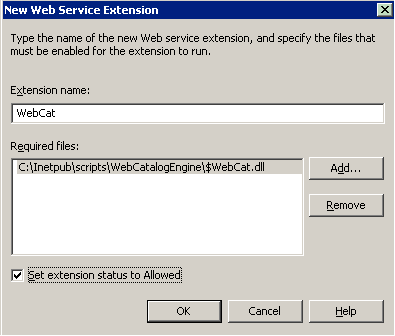 New Web Service Extension
Type the name of the new Web service extension, and specify the files that
must be enabled for the extension to run.
Extension name:
WebCat
Required files:
C:\Inetpub\scripts\WebCatalogEngine\$WebCat.dll
Add...
Remove
Set extension status to Allowed
OK
Cancel
Help